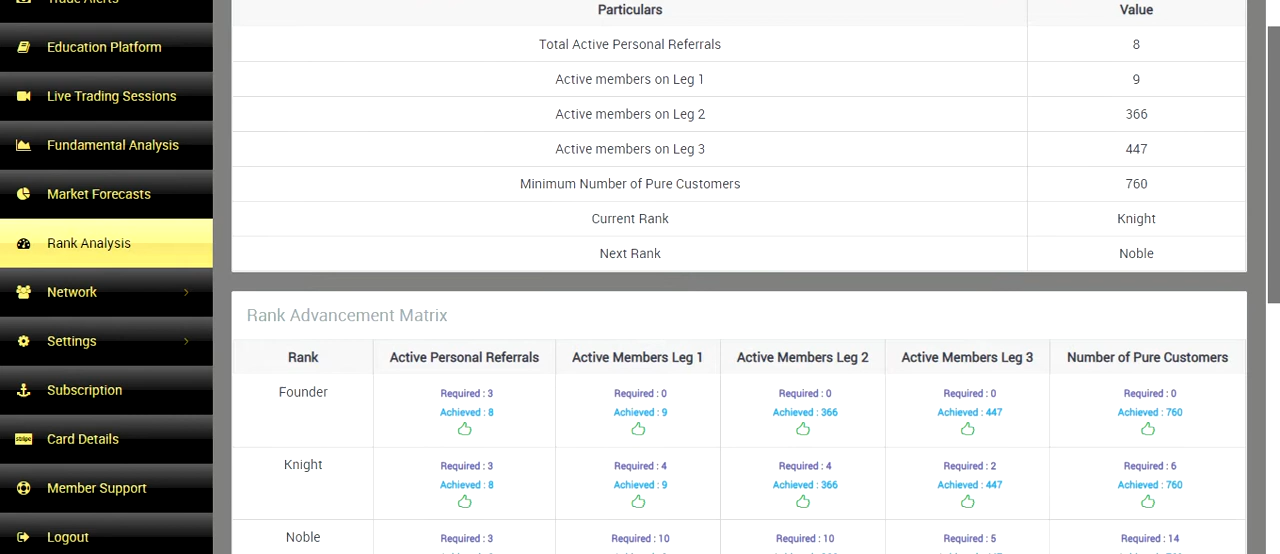 Trade Alerts
Education Platform
Live Trading Sessions
Fundamental Analysis
Market Forecasts
Rank Analysis
Network
Settings
Subscription
Card Details
Member Support
Logout
Particulars Value
Total Active Personal Referrals 8
Active members on Leg 1 9
Active members on Leg 2 366
Active members on Leg 3 447
Minimum Number of Pure Customers 760
Current Rank Knight
Next Rank Noble
Rank Advancement Matrix
Rank Active Personal Referrals Active Members Leg 1 Active Members Leg 2 Active Members Leg 3 Number of Pure Customers
Founder Required : 3 Required : 0 Required : 0 Required : 0 Required : 0
Achieved : 8 Achieved : 9 Achieved : 366 Achieved : 447 Achieved : 760
Knight Required : 3 Required : 4 Required : 4 Required : 2 Required : 6
Achieved : 8 Achieved : 9 Achieved : 366 Achieved : 447 Achieved : 760
Noble Required : 3 Required : 10 Required : 10 Required : 5 Required : 14